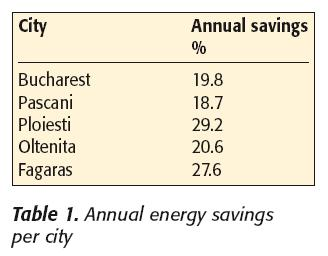 City Annual savings
%
Bucharest 19.8
Pascani 18.7
Ploiesti 29.2
Oltenita 20.6
Fagaras 27.6
Table 1. Annual energy savings
per city